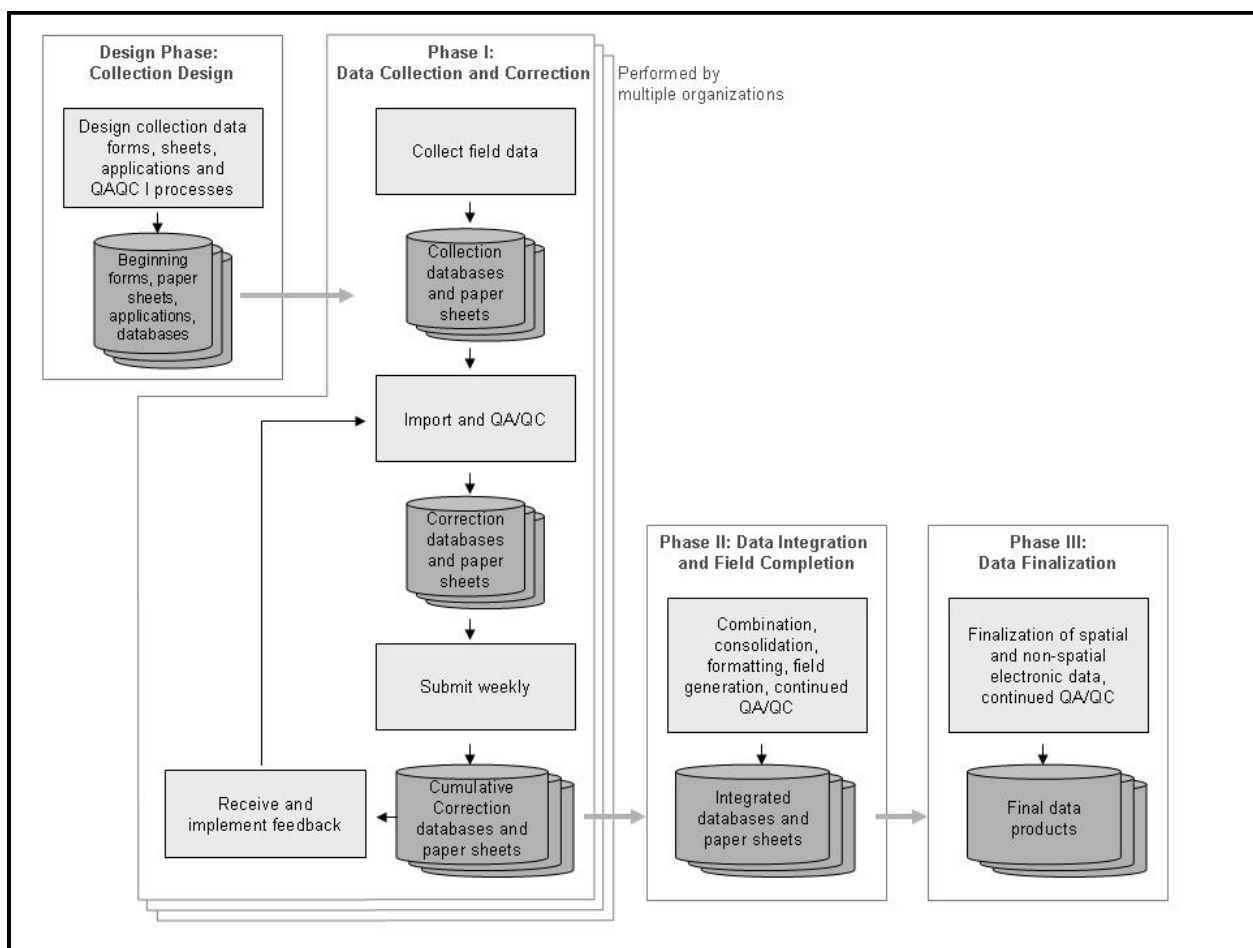 Design Phase:
Collection Design
Design collection data
forms, sheets,
applications and
QAQC I processes
Beginning
forms, paper
sheets,
applications,
databases
Phase I:
Data Collection and Correction
Performed by
multiple organizations
Collect field data
Collection
databases
and paper
sheets
Import and QA/QC
Correction
databases
and paper
sheets
Submit weekly
Cumulative
Correction
databases and
paper sheets
Receive and
implement feedback
Phase II: Data Integration
and Field Completion
Combination,
consolidation,
formatting, field
generation, continued
QA/QC
Integrated
databases and
paper sheets
Phase III:
Data Finalization
Finalization of spatial
and non-spatial
electronic data,
continued QA/QC
Final data
products